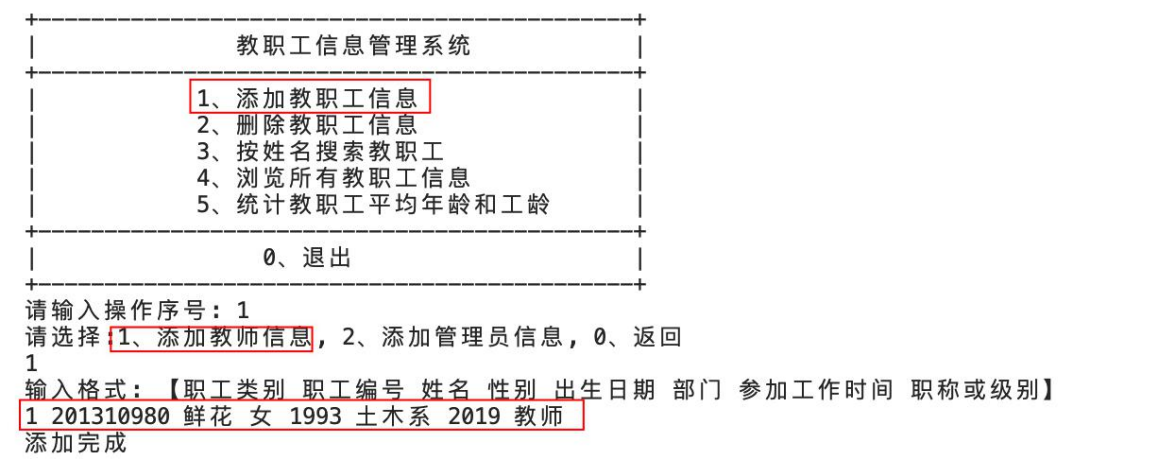 教职工信息管理系统
1、添加教职工信息
2、删除教职工信息
3、按姓名搜索教职工
4、浏览所有教职工信息
5、统计教职工平均年龄和工龄
0、退出
请输入操作序号: 1
请选择:1、添加教师信息, 2、添加管理员信息, 0、返回
1
输入格式: 【职工类别 职工编号 姓名 性别 出生日期 部门 参加工作时间 职称或级别】
1 201310980 鲜花 女 1993 土木系 2019 教师
添加完成